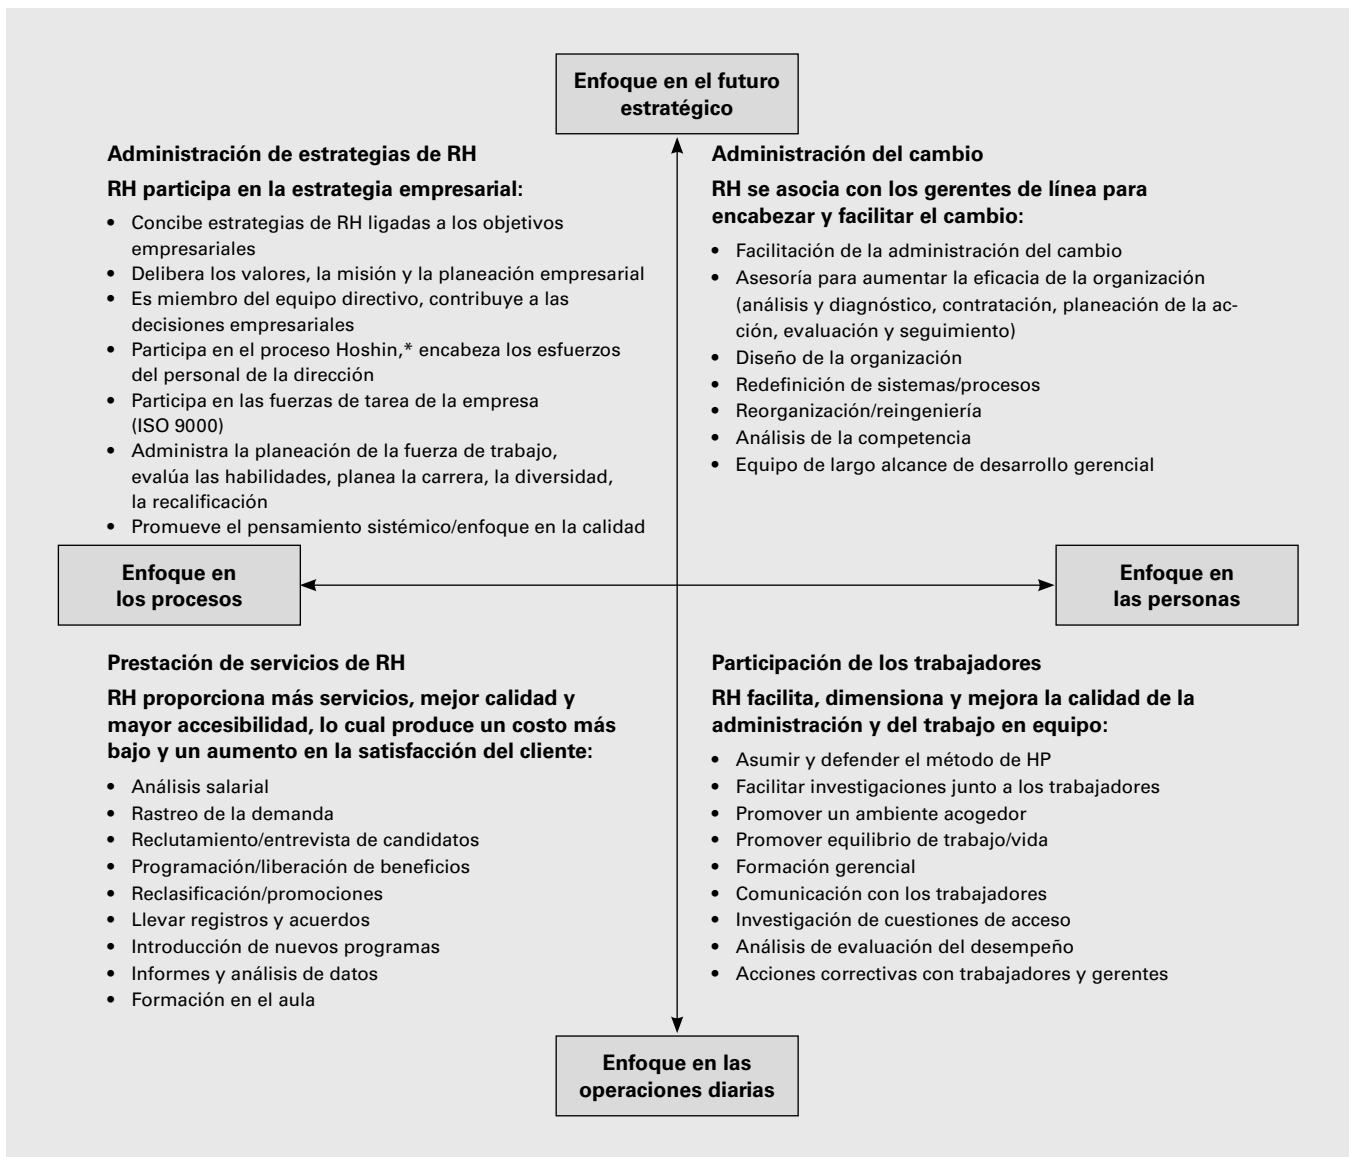 Enfoque en el futuro
estratégico
Administración de estrategias de RH
RH participa en la estrategia empresarial:
• Concibe estrategias de RH ligadas a los objetivos
empresariales
• Delibera los valores, la misión y la planeación empresarial
• Es miembro del equipo directivo, contribuye a las
decisiones empresariales
• Participa en el proceso Hoshin,* encabeza los esfuerzos
del personal de la dirección
• Participa en las fuerzas de tarea de la empresa
(ISO 9000)
• Administra la planeación de la fuerza de trabajo,
evalúa las habilidades, planea la carrera, la diversidad,
la recalificación
• Promueve el pensamiento sistémico/enfoque en la calidad
Administración del cambio
RH se asocia con los gerentes de línea para
encabezar y facilitar el cambio:
• Facilitación de la administración del cambio
• Asesoría para aumentar la eficacia de la organización
(análisis y diagnóstico, contratación, planeación de la ac-
ción, evaluación y seguimiento)
• Diseño de la organización
• Redefinición de sistemas/procesos
• Reorganización/reingeniería
• Análisis de la competencia
• Equipo de largo alcance de desarrollo gerencial
Enfoque en
los procesos
Enfoque en
las personas
Prestación de servicios de RH
RH proporciona más servicios, mejor calidad y
mayor accesibilidad, lo cual produce un costo más
bajo y un aumento en la satisfacción del cliente:
• Análisis salarial
• Rastreo de la demanda
• Reclutamiento/entrevista de candidatos
• Programación/liberación de beneficios
• Reclasificación/promociones
• Llevar registros y acuerdos
• Introducción de nuevos programas
• Informes y análisis de datos
• Formación en el aula
Participación de los trabajadores
RH facilita, dimensiona y mejora la calidad de la
administración y del trabajo en equipo:
• Asumir y defender el método de HP
• Facilitar investigaciones junto a los trabajadores
• Promover un ambiente acogedor
• Promover equilibrio de trabajo/vida
• Formación gerencial
• Comunicación con los trabajadores
• Investigación de cuestiones de acceso
• Análisis de evaluación del desempeño
• Acciones correctivas con trabajadores y gerentes
Enfoque en las
operaciones diarias